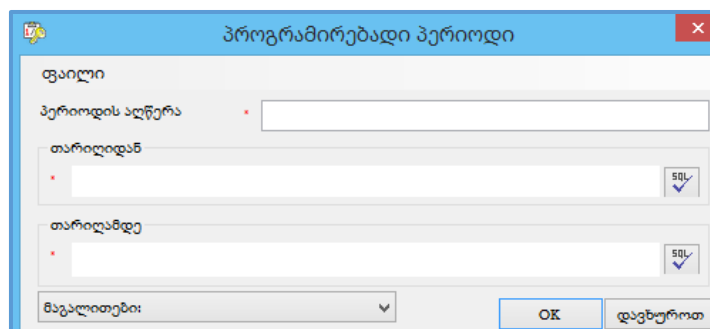 პროგრამირებადი პერიოდი
ფაილი
პერიოდის აღწერა *
თარიღიდან
* SQL
თარიღამდე
* SQL
მაგალითები: OK დავხუროთ